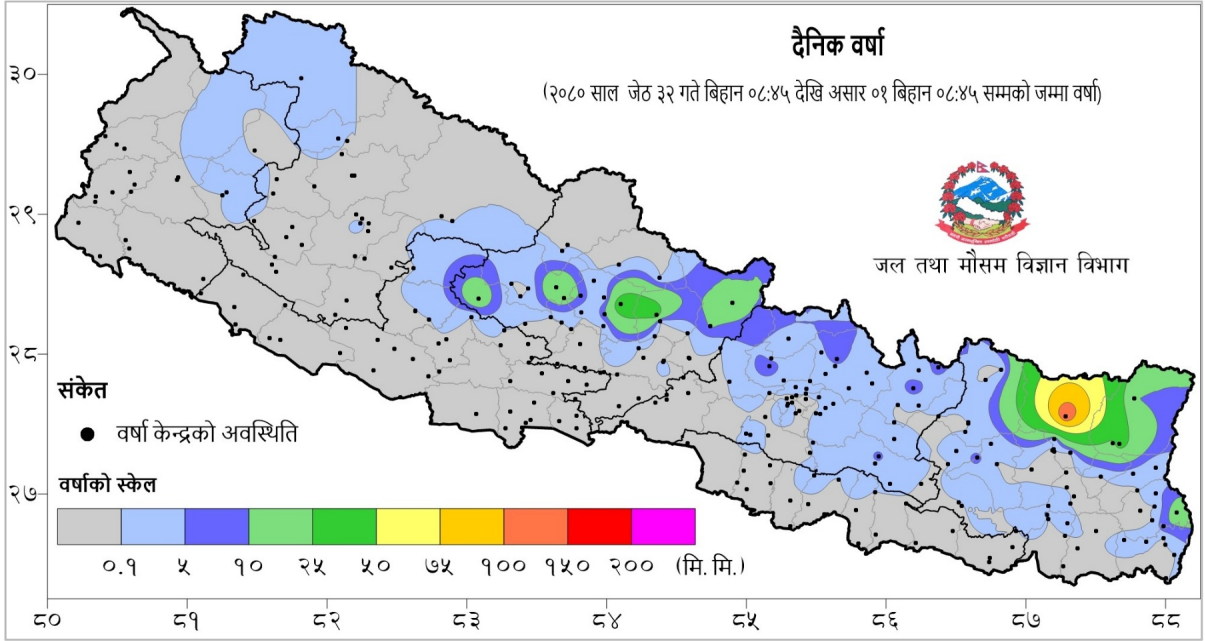 दैनिक वर्षा
(२०८० साल जेठ ३२ गते बिहान ०८:४५ देखि असार ०१ बिहान ०८:४५ सम्मको जम्मा वर्षा)
जल तथा मौसम विज्ञान विभाग
३०
२९
२८
२७
संकेत
वर्षा केन्द्रको अवस्थिति
वर्षाको स्केल
०.१ ५ १० २५ ५० ७५ १०० १५० २०० (मि.मि.)
८० ८१ ८२ ८३ ८४ ८५ ८६ ८७ ८८